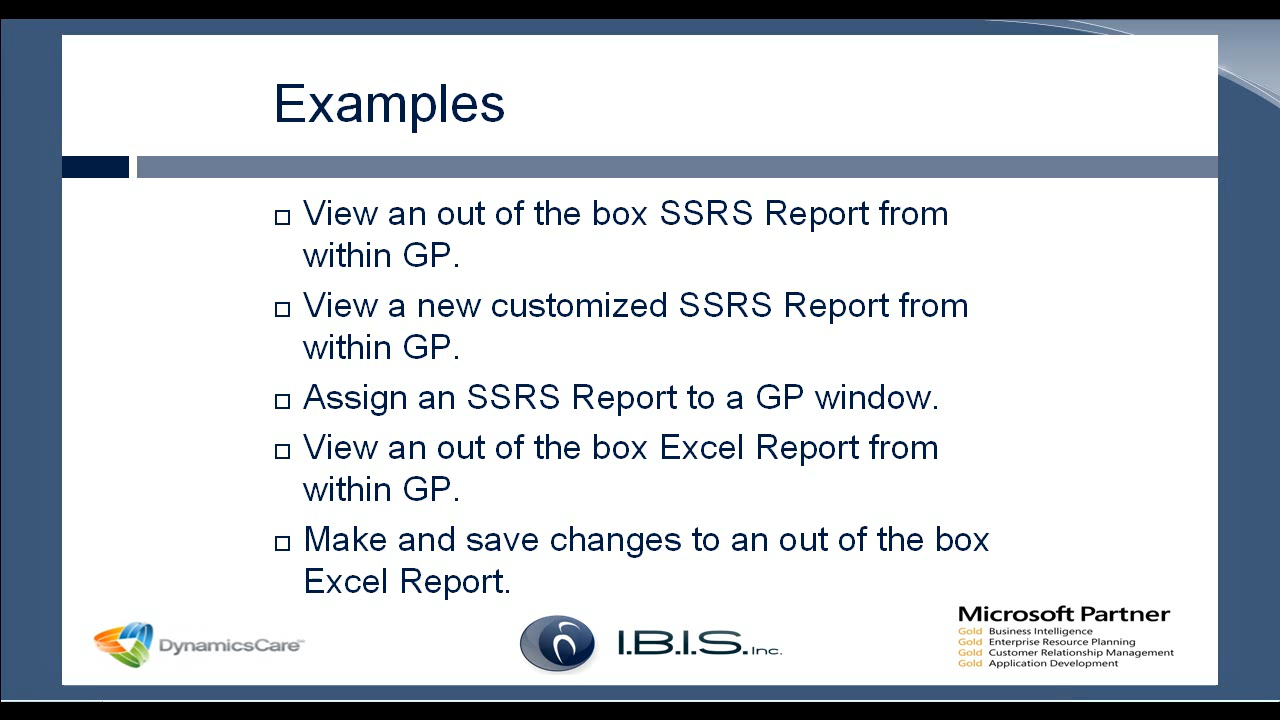 Examples
View an out of the box SSRS Report from
within GP.
View a new customized SSRS Report from
within GP.
Assign an SSRS Report to a GP window.
View an out of the box Excel Report from
within GP.
Make and save changes to an out of the box
Excel Report.
DynamicsCare
I.B.I.S. Inc.
Microsoft Partner
Gold Business Intelligence
Gold Enterprise Resource Planning
Gold Customer Relationship Management
Gold Application Development